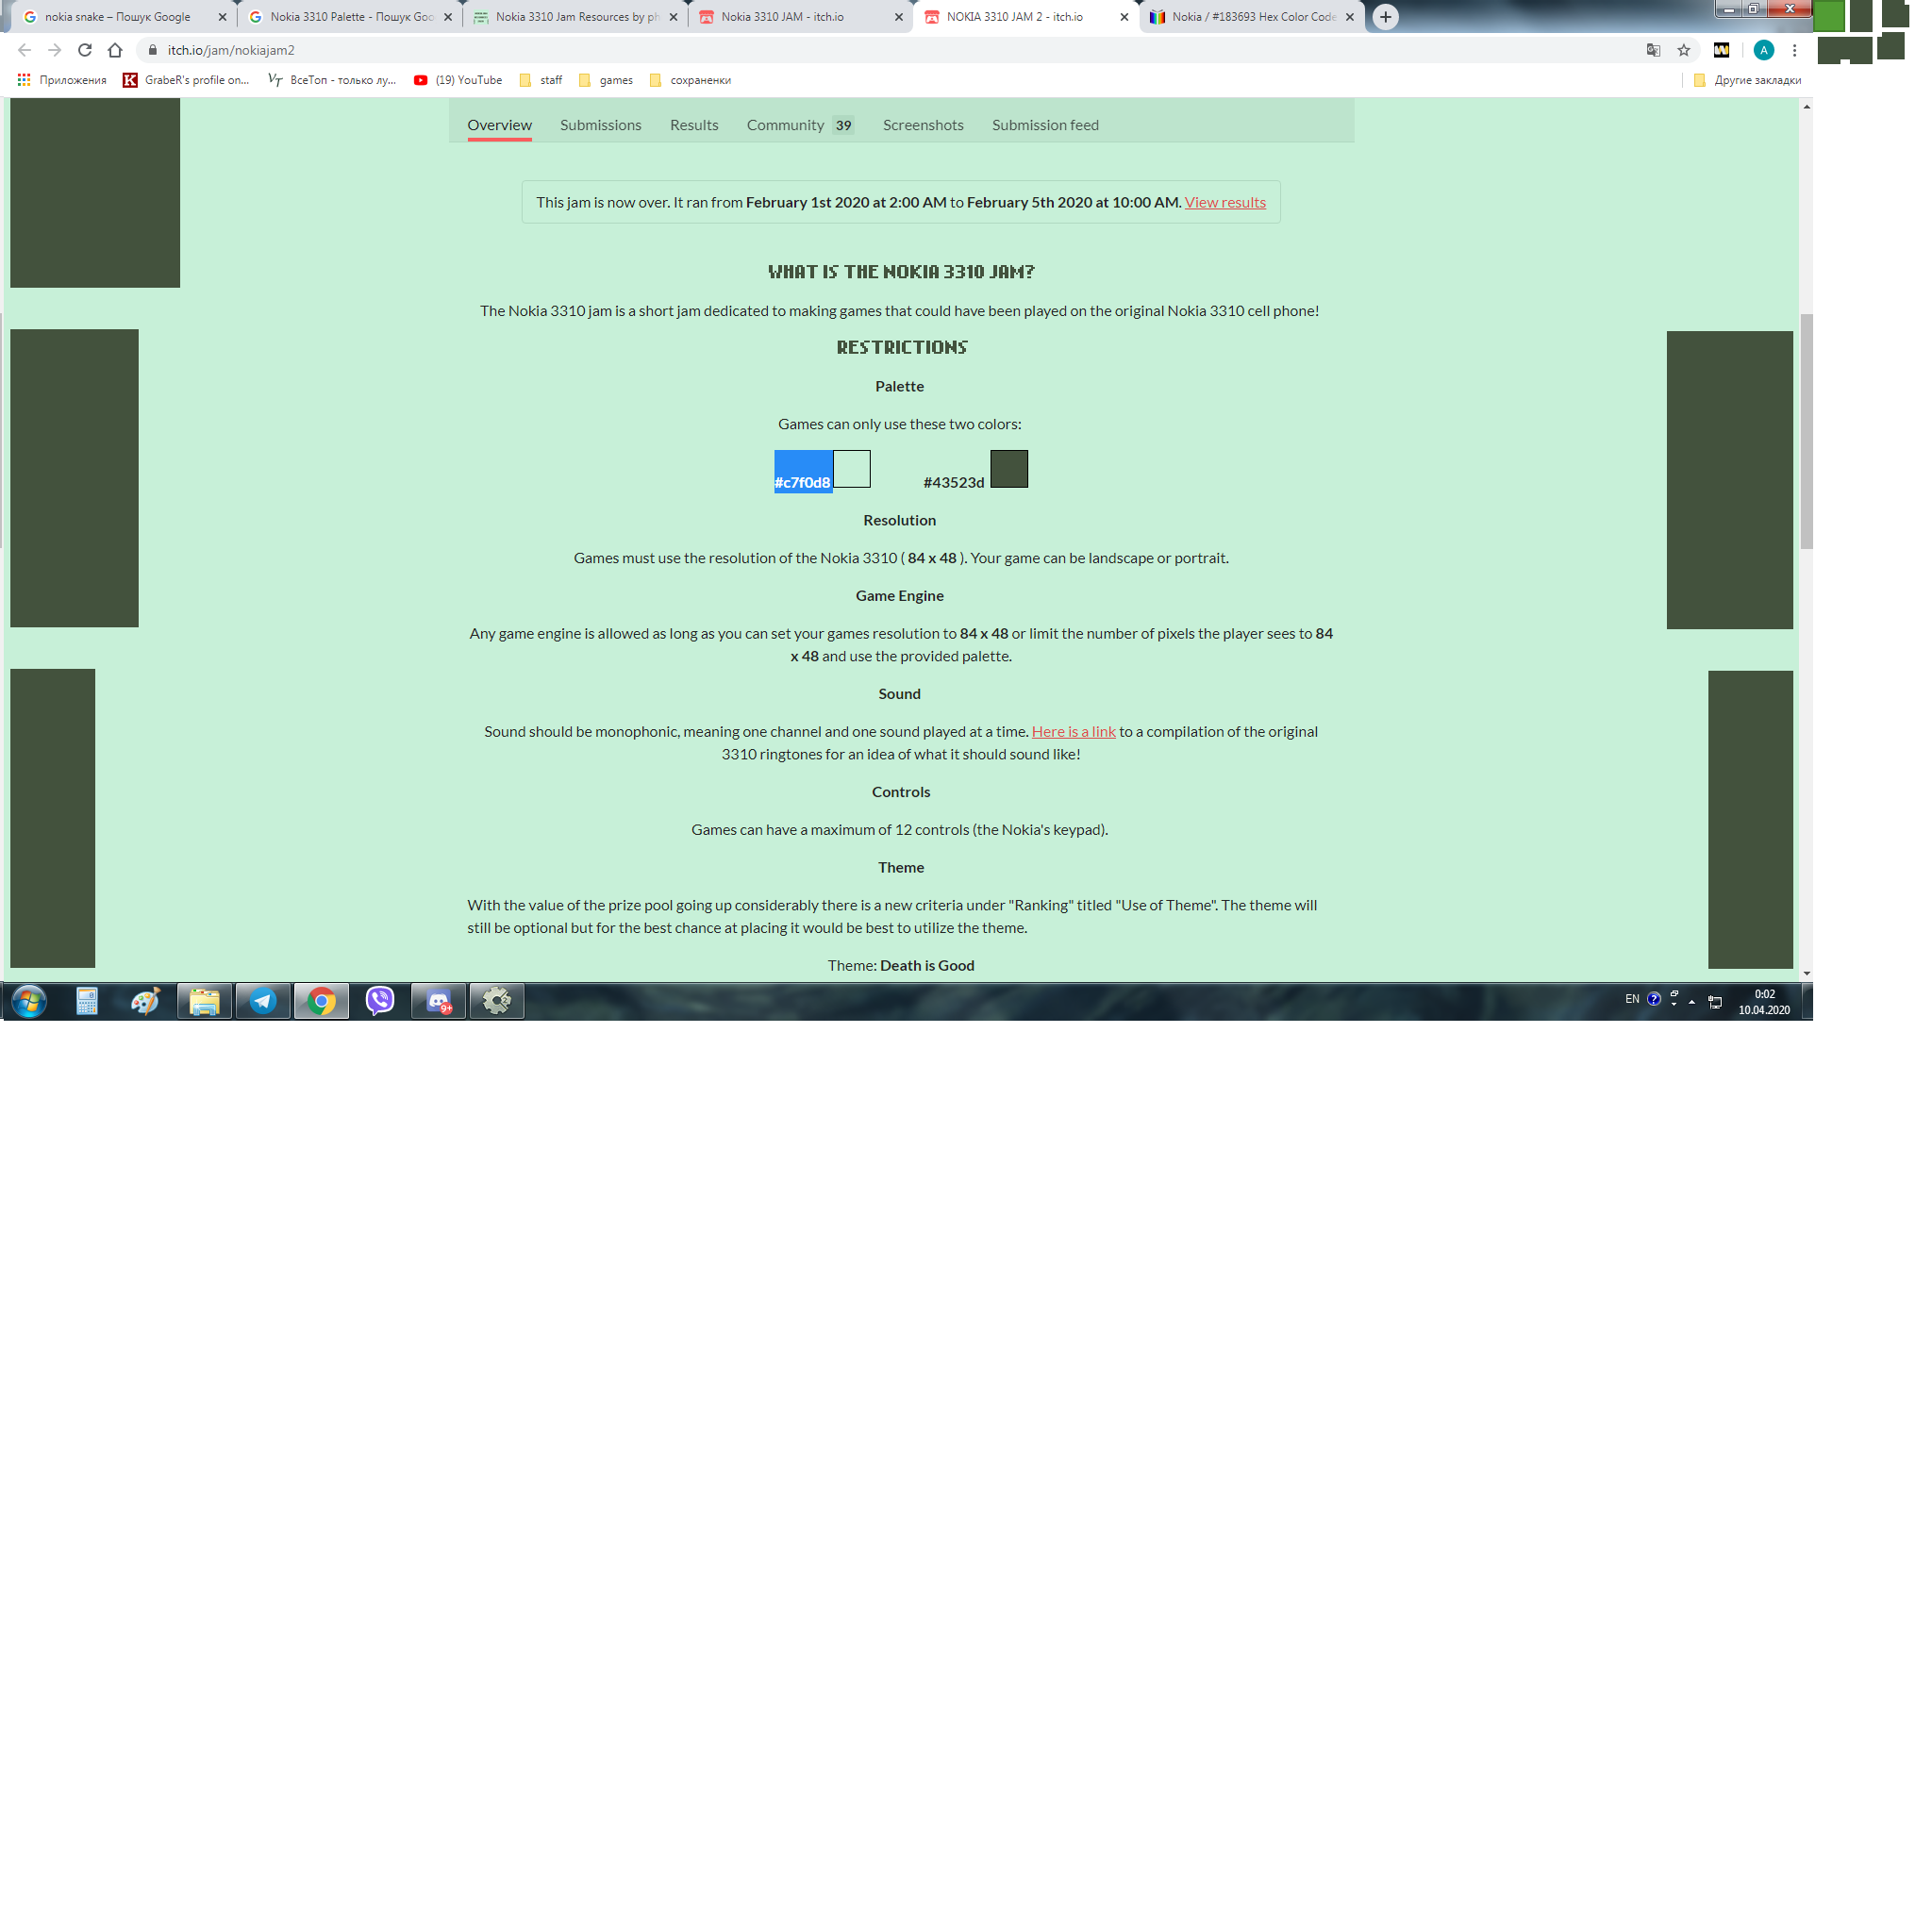 nokia snake – Пошук Google
Nokia 3310 Palette - Пошук Goo
Nokia 3310 Jam Resources by ph
Nokia 3310 JAM - itch.io
NOKIA 3310 JAM 2 - itch.io
Nokia / #183693 Hex Color Code
itch.io/jam/nokiajam2
A
Приложения
GrabeR's profile on...
ВсеТоп - только лу...
(19) YouTube
staff
games
сохраненки
Другие закладки
Overview
Submissions
Results
Community 39
Screenshots
Submission feed
This jam is now over. It ran from February 1st 2020 at 2:00 AM to February 5th 2020 at 10:00 AM. View results
WHAT IS THE NOKIA 3310 JAM?
The Nokia 3310 jam is a short jam dedicated to making games that could have been played on the original Nokia 3310 cell phone!
RESTRICTIONS
Palette
Games can only use these two colors:
#c7f0d8 #43523d
Resolution
Games must use the resolution of the Nokia 3310 ( 84 x 48 ). Your game can be landscape or portrait.
Game Engine
Any game engine is allowed as long as you can set your games resolution to 84 x 48 or limit the number of pixels the player sees to 84
x 48 and use the provided palette.
Sound
Sound should be monophonic, meaning one channel and one sound played at a time. Here is a link to a compilation of the original
3310 ringtones for an idea of what it should sound like!
Controls
Games can have a maximum of 12 controls (the Nokia's keypad).
Theme
With the value of the prize pool going up considerably there is a new criteria under "Ranking" titled "Use of Theme". The theme will
still be optional but for the best chance at placing it would be best to utilize the theme.
Theme: Death is Good
9+
EN
0:02
10.04.2020